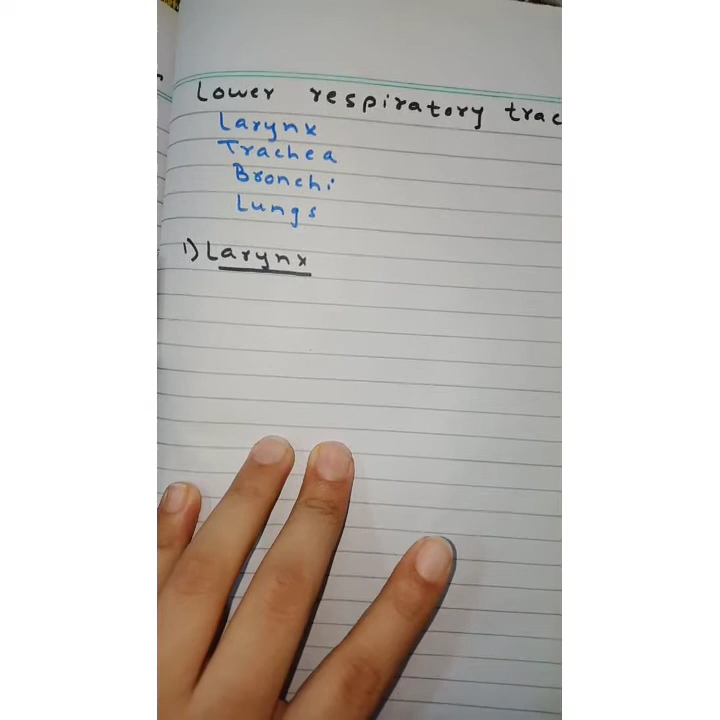 Lower respiratory trac
Larynx
Trachea
Bronchi
Lungs
1) Larynx